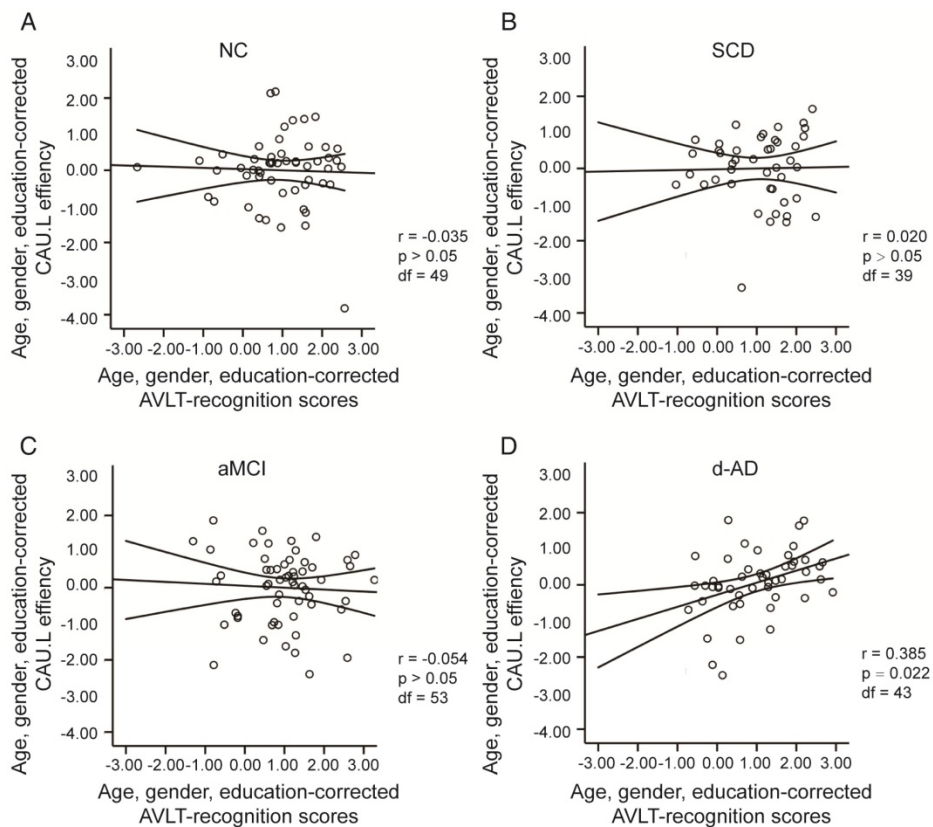 A
NC
Age, gender, education-corrected
CAU.L effiency
3.00
2.00
1.00
0.00
-1.00
-2.00
-3.00
-4.00
r = -0.035
p > 0.05
df = 49
-3.00 -2.00 -1.00 0.00 1.00 2.00 3.00
Age, gender, education-corrected
AVLT-recognition scores
B
SCD
Age, gender, education-corrected
CAU.L effiency
3.00
2.00
1.00
0.00
-1.00
-2.00
-3.00
-4.00
r = 0.020
p > 0.05
df = 39
-3.00 -2.00 -1.00 0.00 1.00 2.00 3.00
Age, gender, education-corrected
AVLT-recognition scores
C
aMCI
Age, gender, education-corrected
CAU.L effiency
3.00
2.00
1.00
0.00
-1.00
-2.00
-3.00
-4.00
r = -0.054
p > 0.05
df = 53
-3.00 -2.00 -1.00 0.00 1.00 2.00 3.00
Age, gender, education-corrected
AVLT-recognition scores
D
d-AD
Age, gender, education-corrected
CAU.L effiency
3.00
2.00
1.00
0.00
-1.00
-2.00
-3.00
-4.00
r = 0.385
p = 0.022
df = 43
-3.00 -2.00 -1.00 0.00 1.00 2.00 3.00
Age, gender, education-corrected
AVLT-recognition scores